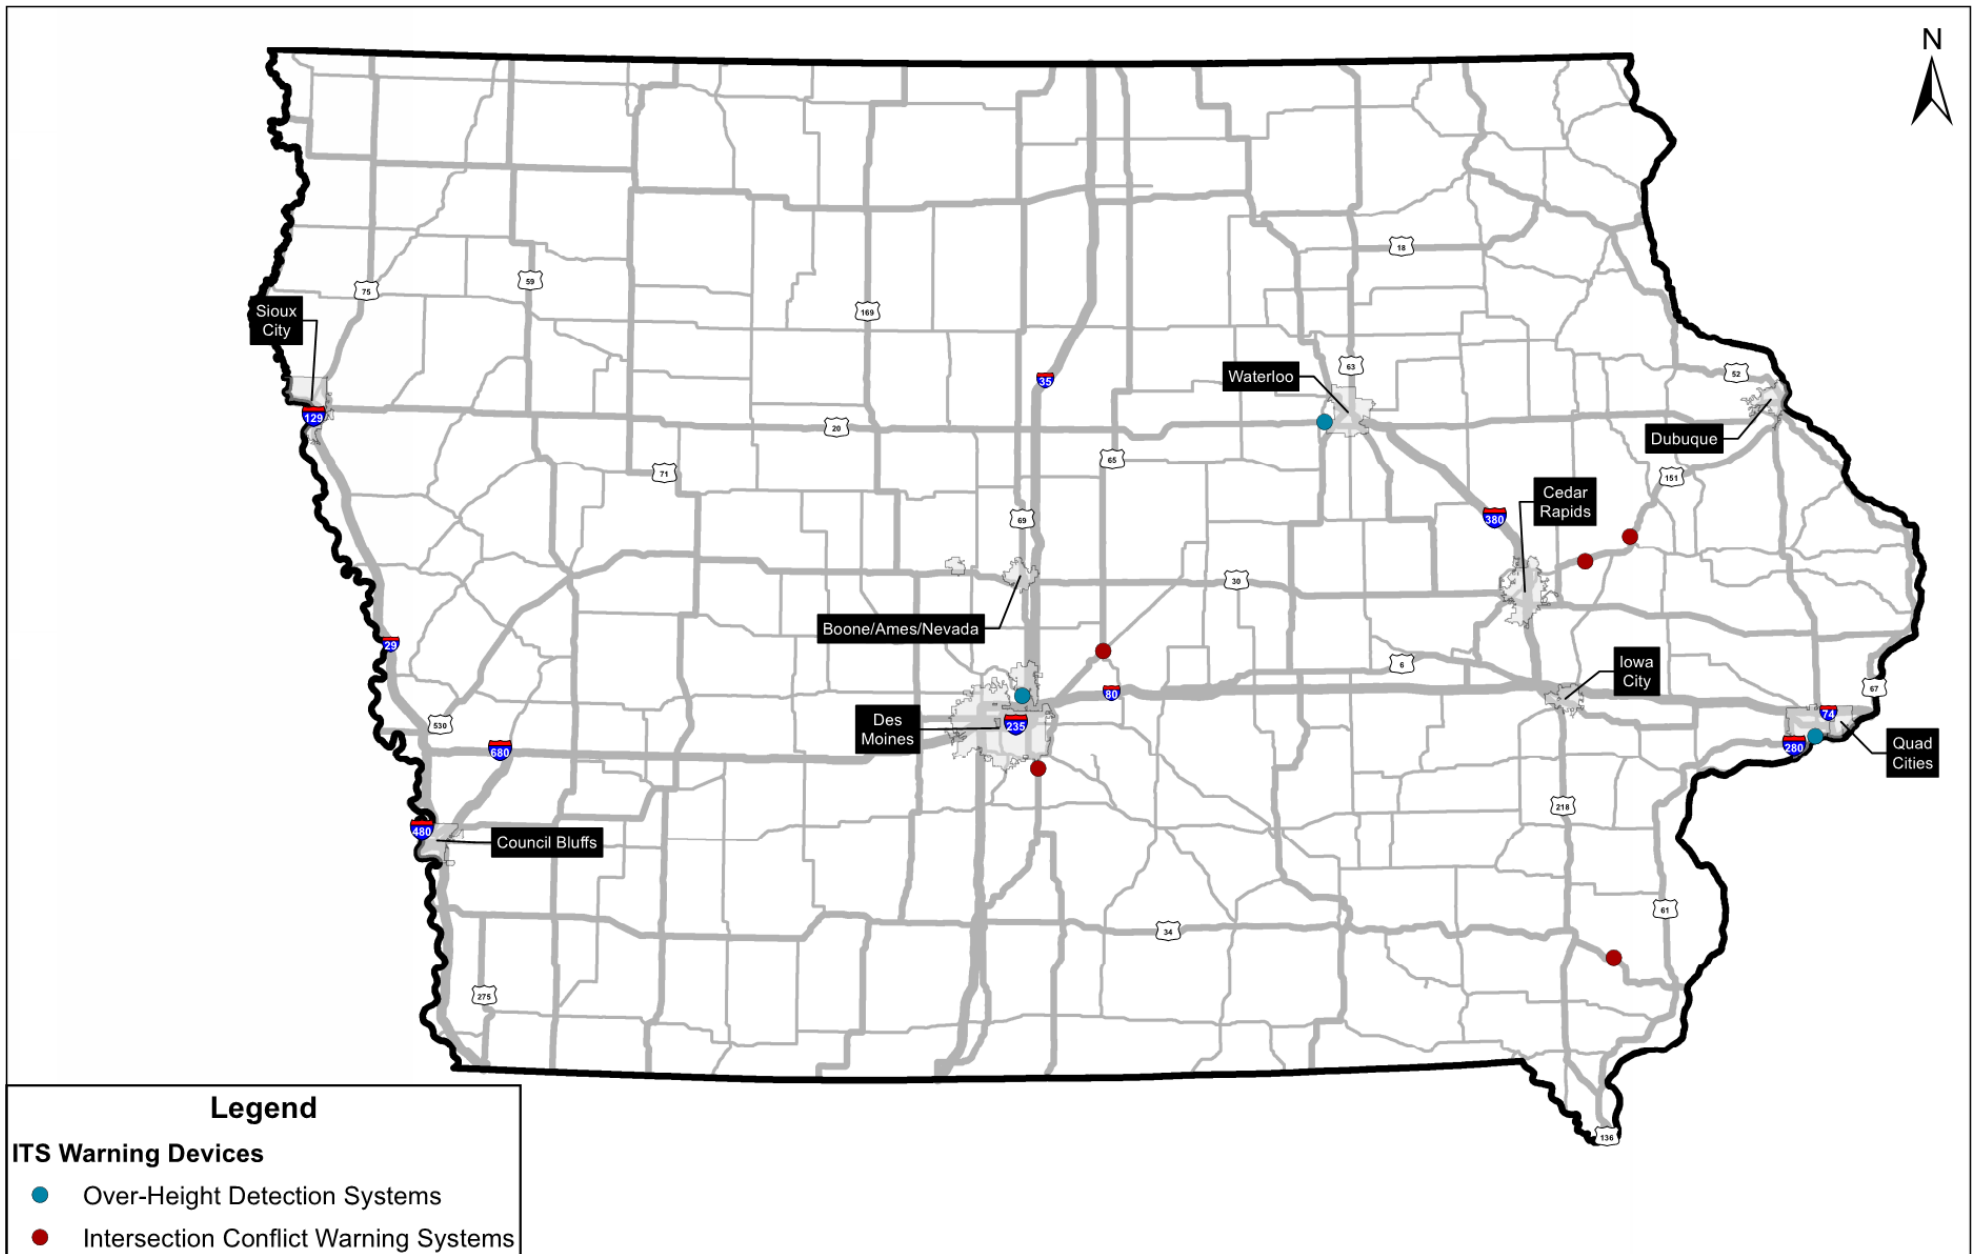 N
18
75
59
Sioux
City
169
63
Waterloo
52
35
129
20
Dubuque
65
71
151
Cedar
Rapids
380
69
30
Boone/Ames/Nevada
29
6
Iowa
City
67
80
530
Des
Moines
235
74
280
Quad
Cities
680
218
480
Council Bluffs
61
34
275
136
Legend
ITS Warning Devices
Over-Height Detection Systems
Intersection Conflict Warning Systems